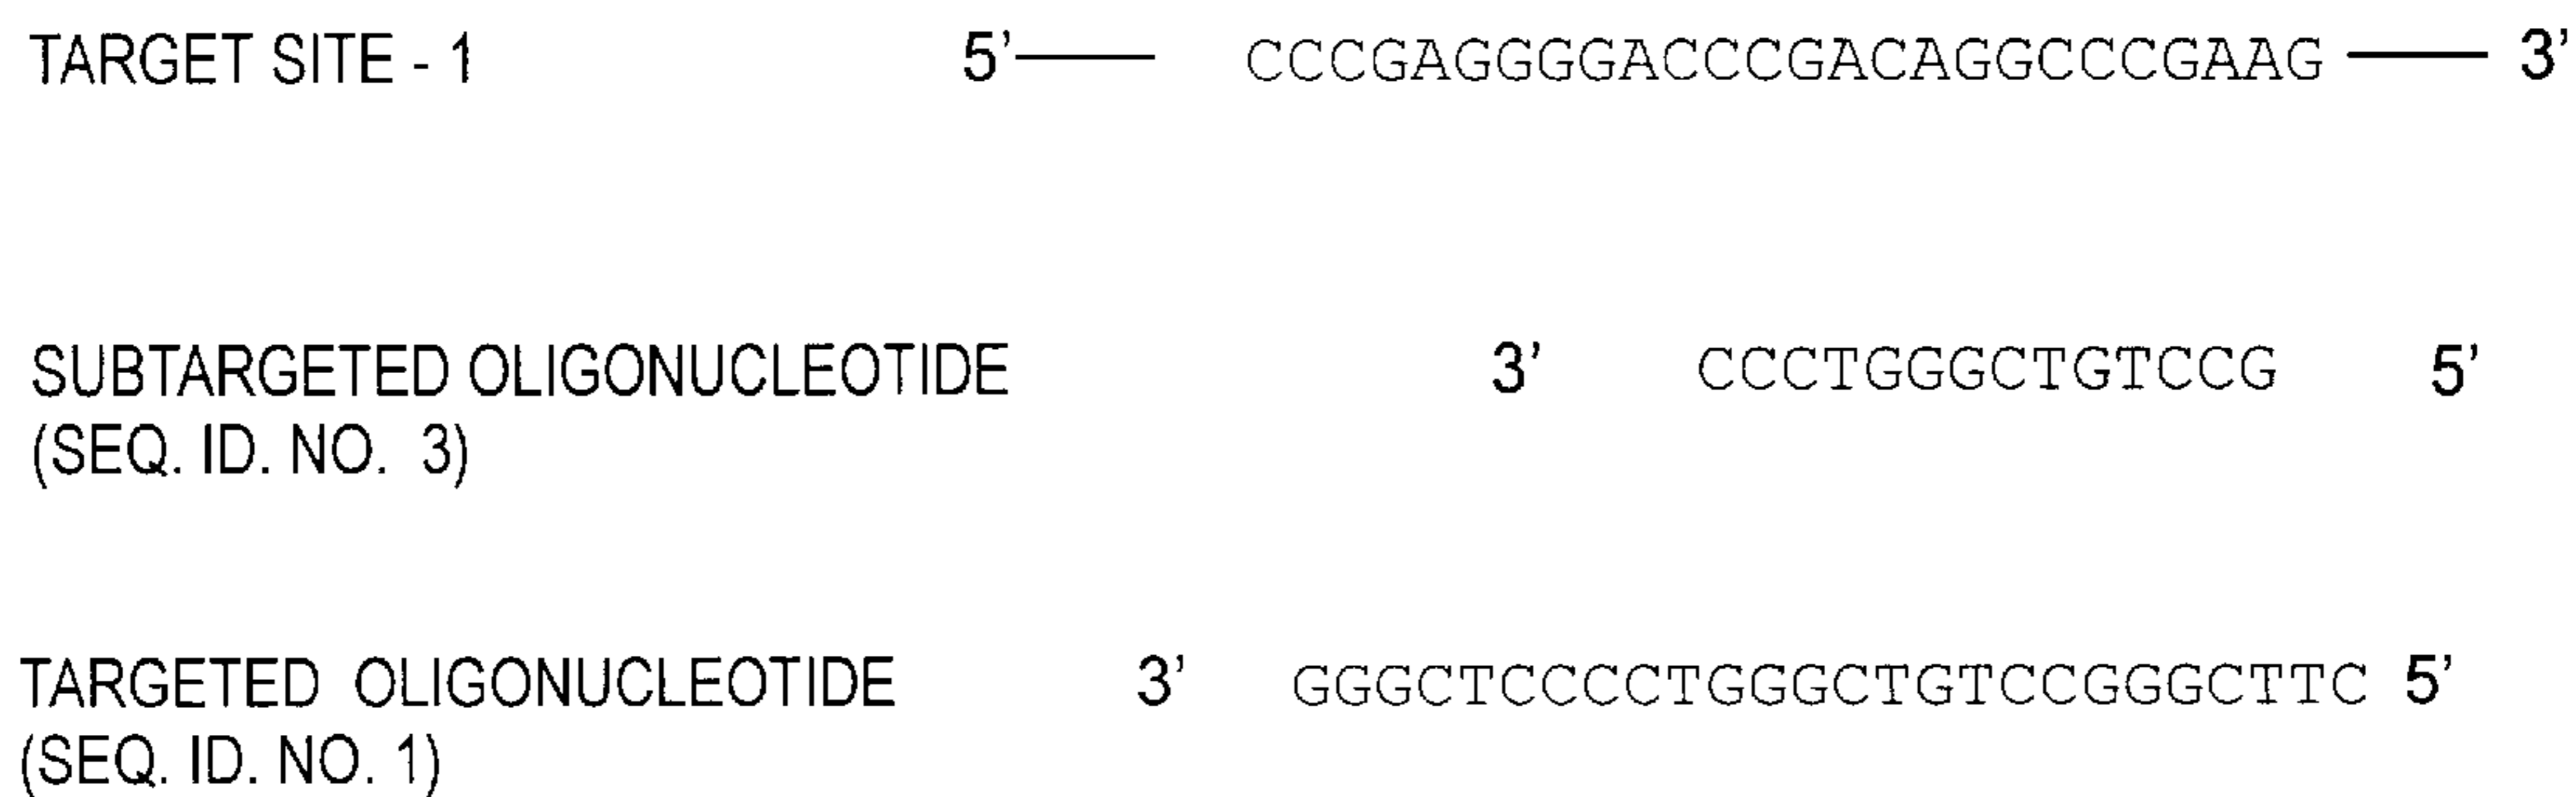 TARGET SITE - 1 5'—— CCCGAGGGGACCCGACAGGCCCGAAG —— 3'
SUBTARGETED OLIGONUCLEOTIDE 3' CCCTGGGCTGTCCG 5'
(SEQ. ID. NO. 3)
TARGETED OLIGONUCLEOTIDE 3' GGGCTCCCCTGGGCTGTCCGGGCTTC 5'
(SEQ. ID. NO. 1)